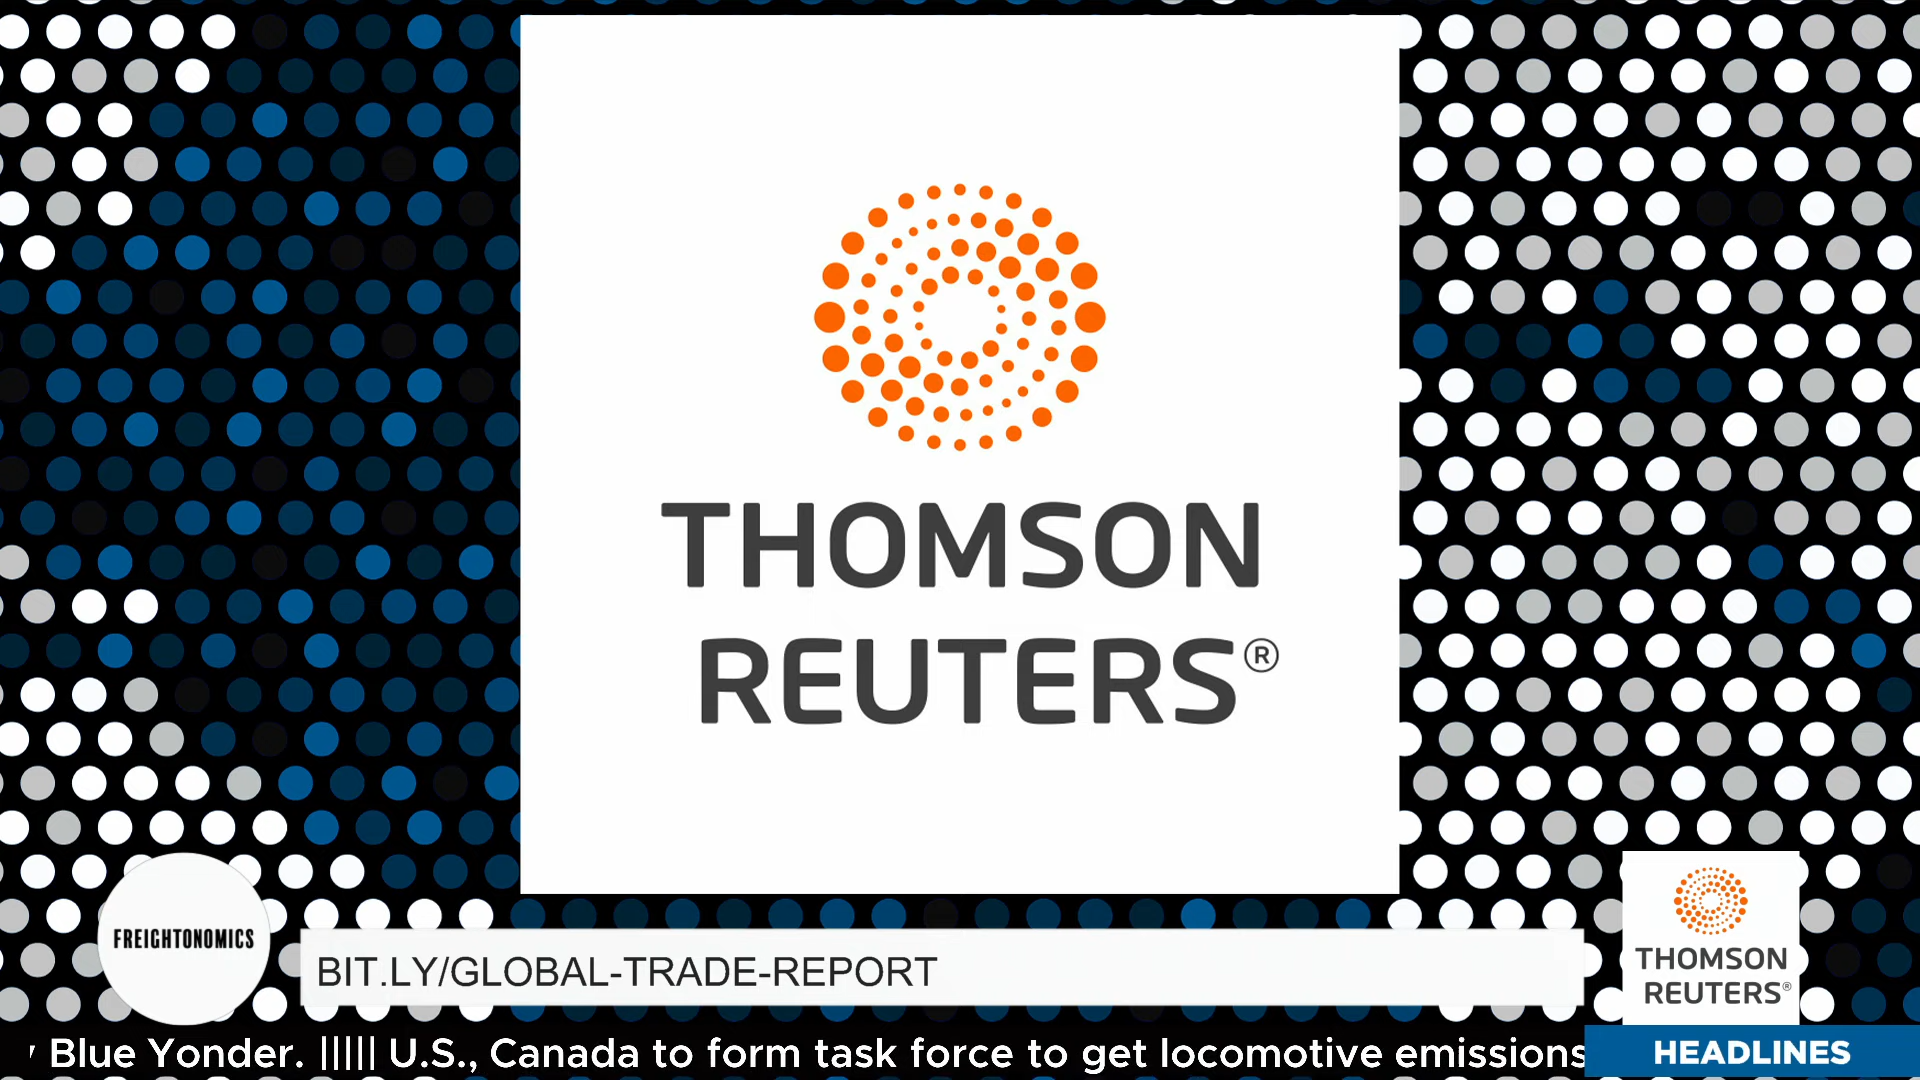 THOMSON
REUTERS®
FREIGHTONOMICS
BIT.LY/GLOBAL-TRADE-REPORT
THOMSON
REUTERS®
Blue Yonder. ||||| U.S., Canada to form task force to get locomotive emissions
HEADLINES